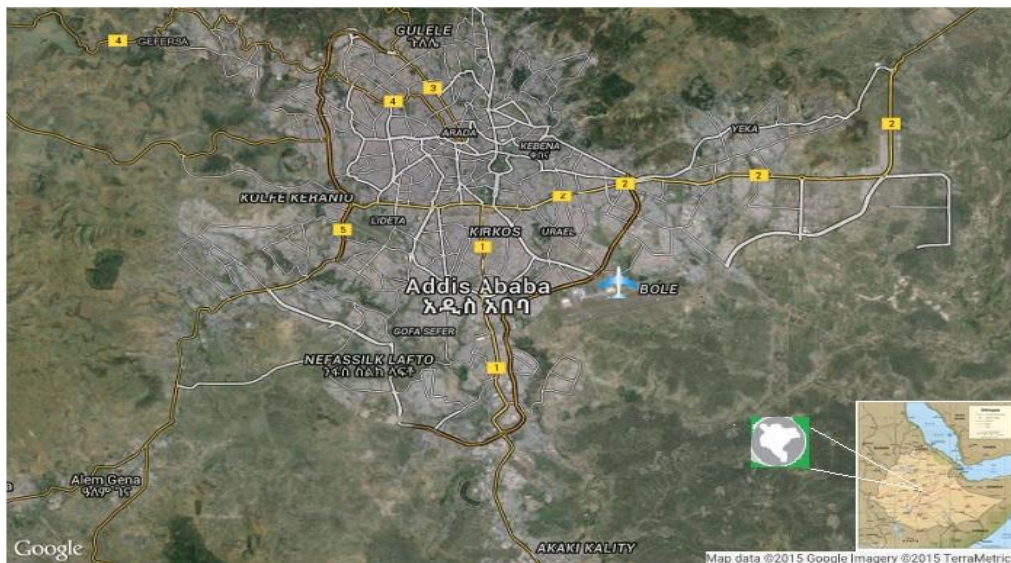 GULELE
ጉለሌ
4
GEFERSA
3
4
2
ARADA
KEBENA
ቀበና
YEKA
2
2
2
KOLFE KERANIO
LIDETA
5
KIRKOS
URAEL
1
Addis Ababa
አዲስ አበባ
BOLE
GOFA SEFER
NEFASSILK LAFTO
ንፋስ ስልክ ላፍቶ
1
Alem Gena
ዓለም ገና
AKAKI KALITY
Google
Map data ©2015 Google Imagery ©2015 TerraMetric